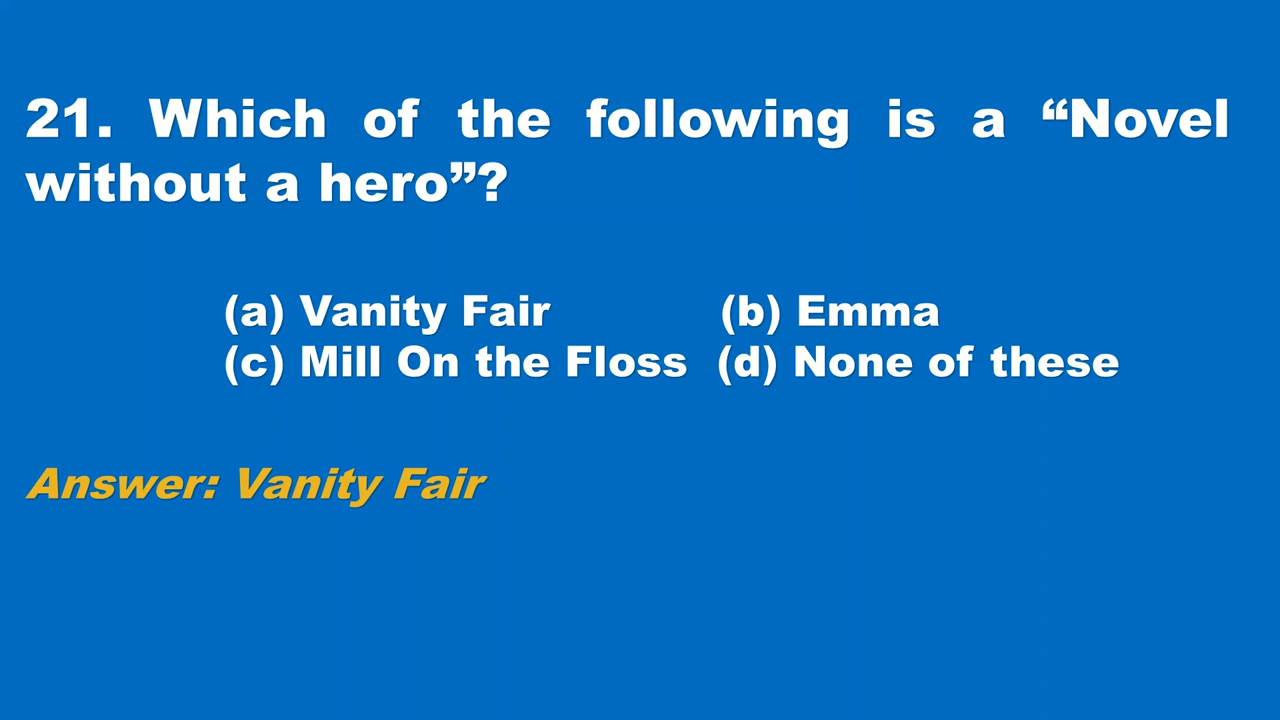 21. Which of the following is a “Novel
without a hero”?
(a) Vanity Fair (b) Emma
(c) Mill On the Floss (d) None of these
Answer: Vanity Fair